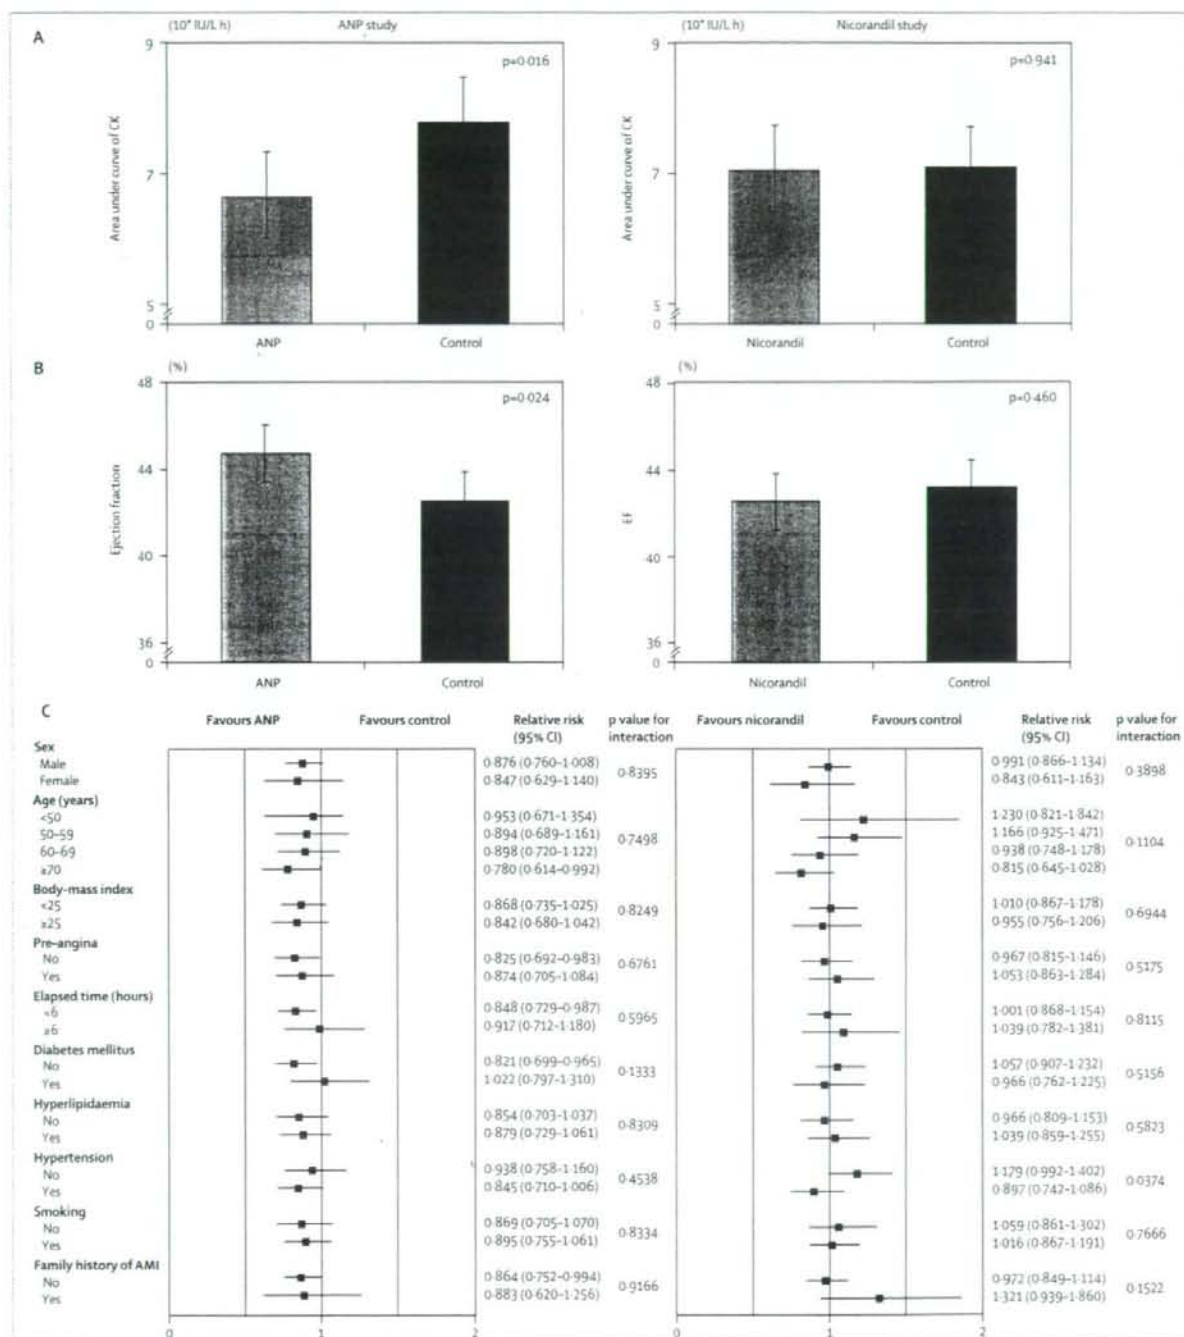 A
(10⁴ IU/L h) ANP study
9
7
5
0
Area under curve of CK
p=0·016
ANP Control
(10⁴ IU/L h) Nicorandil study
9
7
5
0
Area under curve of CK
p=0·941
Nicorandil Control
B
(%)
48
44
40
36
0
Ejection fraction
p=0·024
ANP Control
(%)
48
44
40
36
0
EF
p=0·460
Nicorandil Control
C
Favours ANP Favours control Relative risk (95% CI) p value for interaction Favours nicorandil Favours control Relative risk (95% CI) p value for interaction
Sex
Male 0·876 (0·760–1·008) 0·991 (0·866–1·134)
0·8395 0·3898
Female 0·847 (0·629–1·140) 0·843 (0·611–1·163)
Age (years)
<50 0·953 (0·671–1·354) 1·230 (0·821–1·842)
50–59 0·894 (0·689–1·161) 1·166 (0·925–1·471)
0·7498 0·1104
60–69 0·898 (0·720–1·122) 0·938 (0·748–1·178)
≥70 0·780 (0·614–0·992) 0·815 (0·645–1·028)
Body-mass index
<25 0·868 (0·735–1·025) 1·010 (0·867–1·178)
0·8249 0·6944
≥25 0·842 (0·680–1·042) 0·955 (0·756–1·206)
Pre-angina
No 0·825 (0·692–0·983) 0·967 (0·815–1·146)
0·6761 0·5175
Yes 0·874 (0·705–1·084) 1·053 (0·863–1·284)
Elapsed time (hours)
<6 0·848 (0·729–0·987) 1·001 (0·868–1·154)
0·5965 0·8115
≥6 0·917 (0·712–1·180) 1·039 (0·782–1·381)
Diabetes mellitus
No 0·821 (0·699–0·965) 1·057 (0·907–1·232)
0·1333 0·5156
Yes 1·022 (0·797–1·310) 0·966 (0·762–1·225)
Hyperlipidaemia
No 0·854 (0·703–1·037) 0·966 (0·809–1·153)
0·8309 0·5823
Yes 0·879 (0·729–1·061) 1·039 (0·859–1·255)
Hypertension
No 0·938 (0·758–1·160) 1·179 (0·992–1·402)
0·4538 0·0374
Yes 0·845 (0·710–1·006) 0·897 (0·742–1·086)
Smoking
No 0·869 (0·705–1·070) 1·059 (0·861–1·302)
0·8334 0·7666
Yes 0·895 (0·755–1·061) 1·016 (0·867–1·191)
Family history of AMI
No 0·864 (0·752–0·994) 0·972 (0·849–1·114)
0·9166 0·1522
Yes 0·883 (0·620–1·256) 1·321 (0·939–1·860)
0 1 2 0 1 2